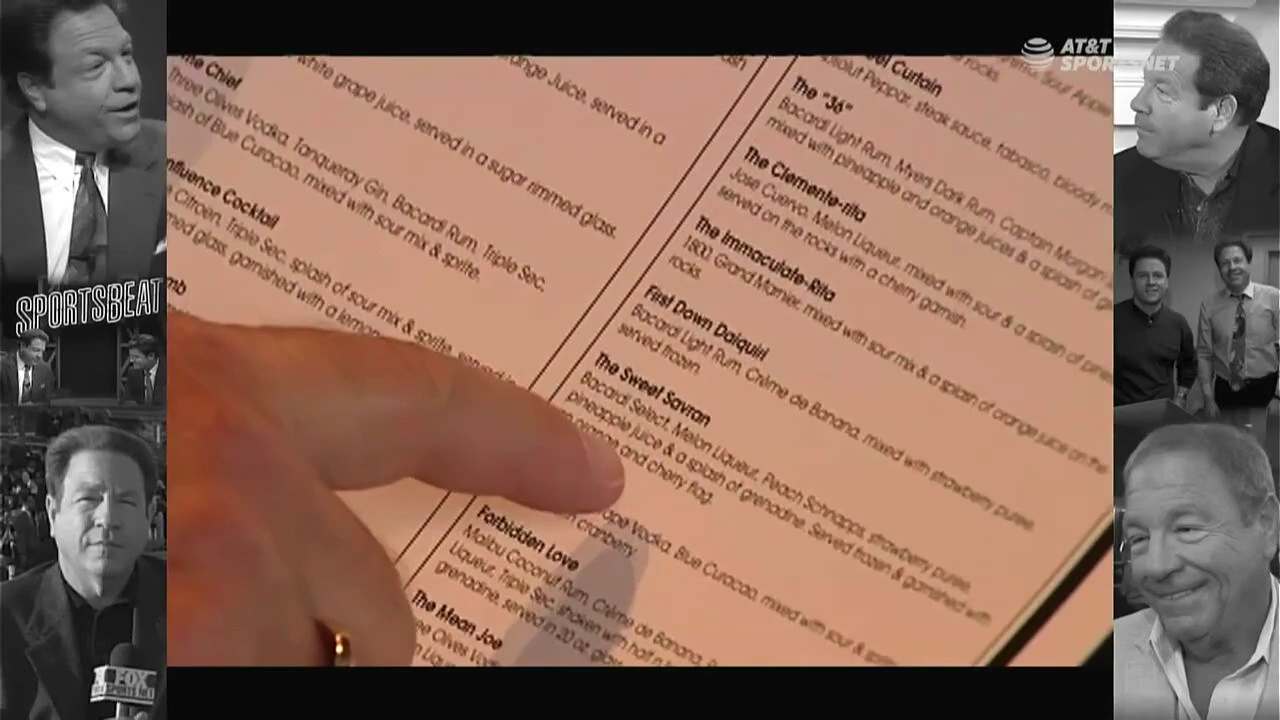 AT&T
SPORTSNET
SPORTSBEAT
FOX
SPORTS NET
The Chief
Three Olives Vodka, Tanqueray Gin, Bacardi Rum, Triple Sec,
Blue Curacao, mixed with sour mix & sprite.
white grape juice, served in a sugar rimmed glass.
Juice, served in a
Cocktail
Citroen, Triple Sec, splash of sour mix & sprite, served
glass, garnished with a lemon
Curtain
Peppar, steak sauce, tabasco, bloody
rocks.
The "36"
Bacardi Light Rum, Myers Dark Rum, Captain Morgan
mixed with pineapple and orange juices & a splash of
The Clemente-rita
Jose Cuervo, Melon Liqueur, mixed with sour & a splash of
served on the rocks with a cherry garnish.
The Immaculate-Rita
1800, Grand Marnier, mixed with sour mix & a splash of orange juice on the
rocks.
First Down Daiquiri
Bacardi Light Rum, Crème de Banana, mixed with strawberry puree,
served frozen.
The Sweet Savran
Bacardi Select, Melon Liqueur, Peach Schnapps, strawberry puree,
pineapple juice & a splash of grenadine. Served frozen & garnished with
orange and cherry flag.
Vodka, Blue Curacao, mixed with sour &
cranberry
Forbidden Love
Malibu Coconut Rum, Crème de Banana,
Liqueur, Triple Sec, shaken with half
grenadine, served in 20 oz. glass
The Mean Joe
Olives